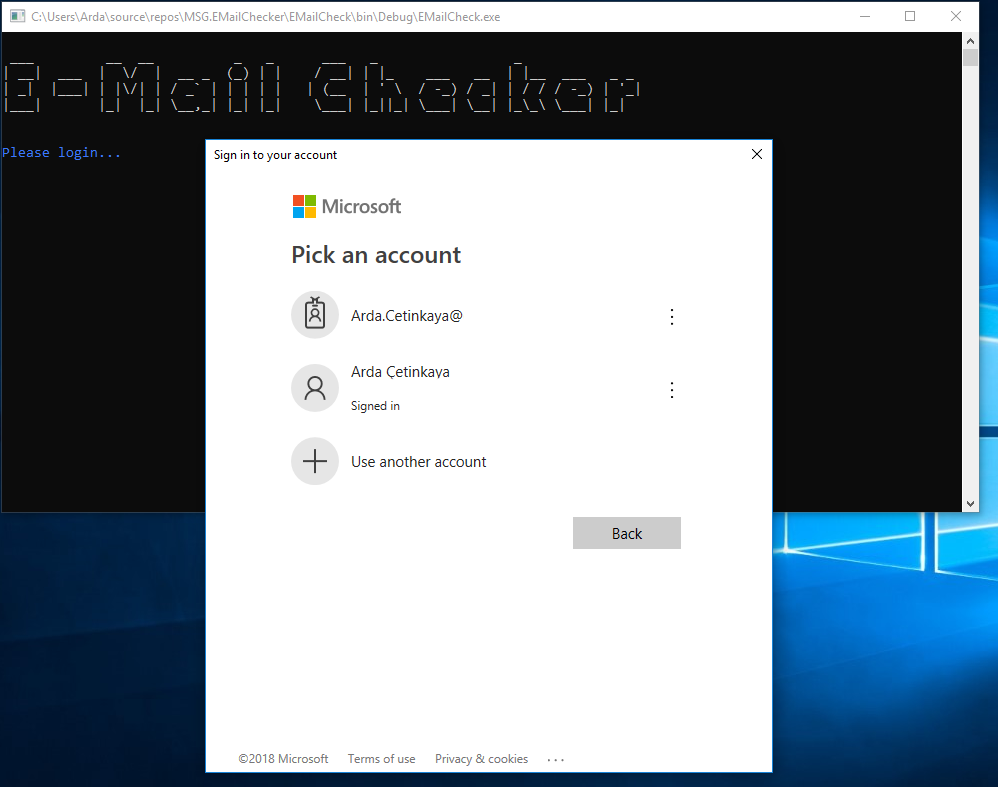 C:\Users\Arda\source\repos\MSG.EMailChecker\EMailCheck\bin\Debug\EMailCheck.exe
E-Mail Checker
Please login...
Sign in to your account
Microsoft
Pick an account
Arda.Cetinkaya@
Arda Çetinkaya
Signed in
Use another account
Back
©2018 Microsoft Terms of use Privacy & cookies ...